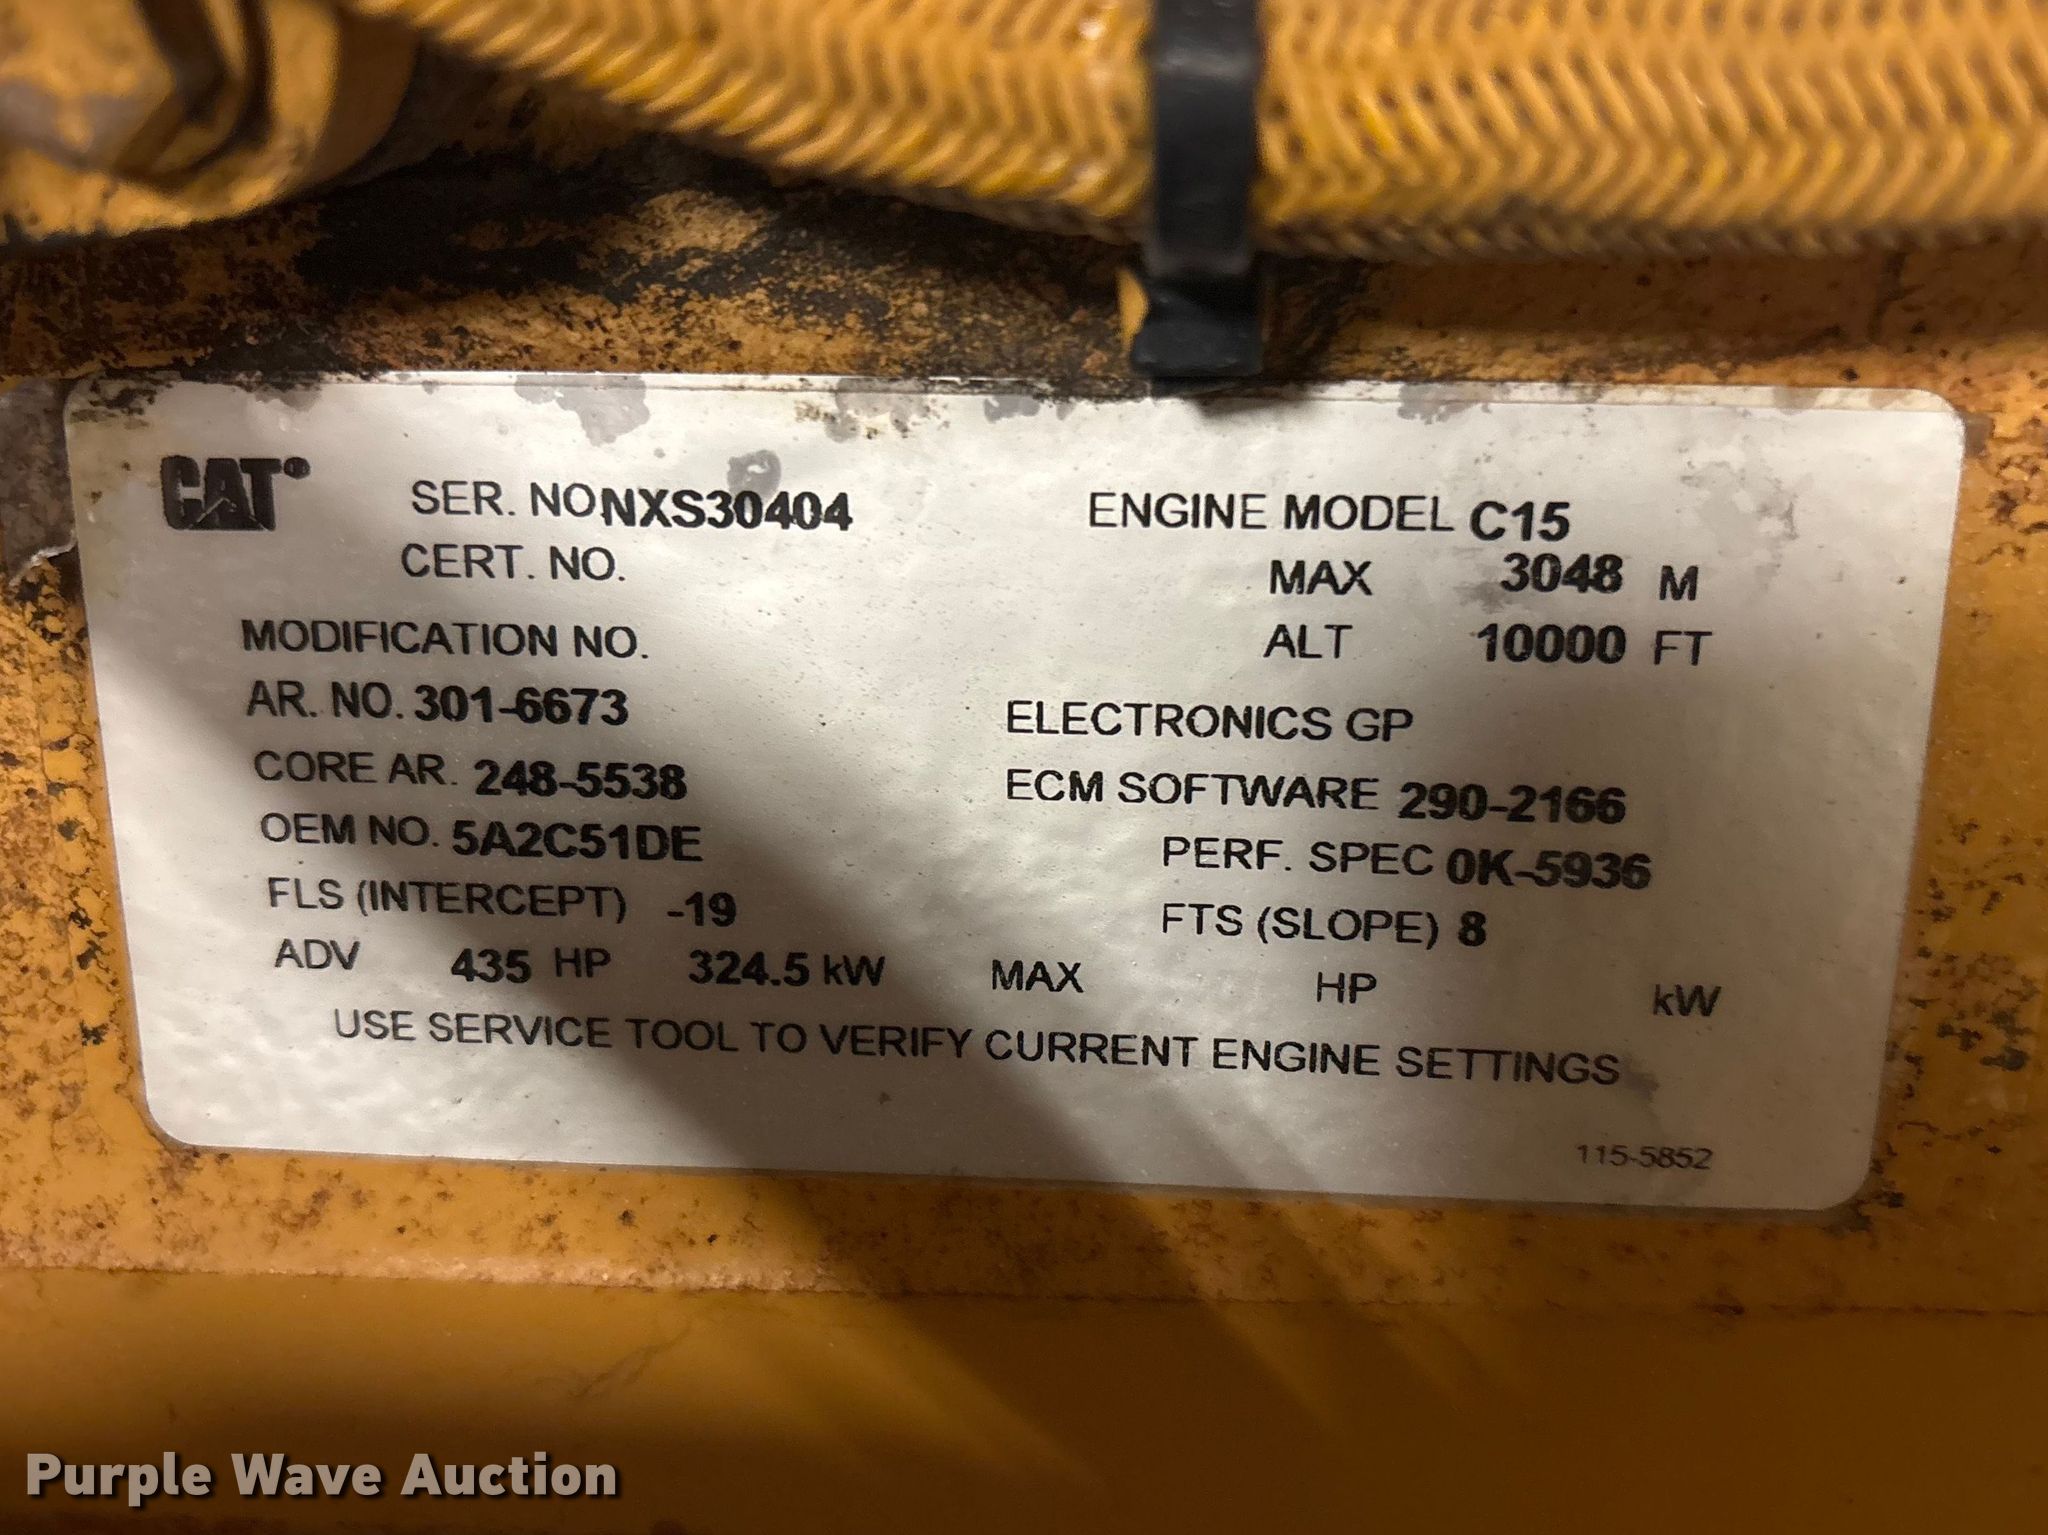 CAT® SER. NO NXS30404 ENGINE MODEL C15
CERT. NO. MAX 3048 M
MODIFICATION NO. ALT 10000 FT
AR. NO. 301-6673 ELECTRONICS GP
CORE AR. 248-5538 ECM SOFTWARE 290-2166
OEM NO. 5A2C51DE PERF. SPEC 0K-5936
FLS (INTERCEPT) -19 FTS (SLOPE) 8
ADV 435 HP 324.5 kW MAX HP kW
USE SERVICE TOOL TO VERIFY CURRENT ENGINE SETTINGS
115-5852
Purple Wave Auction